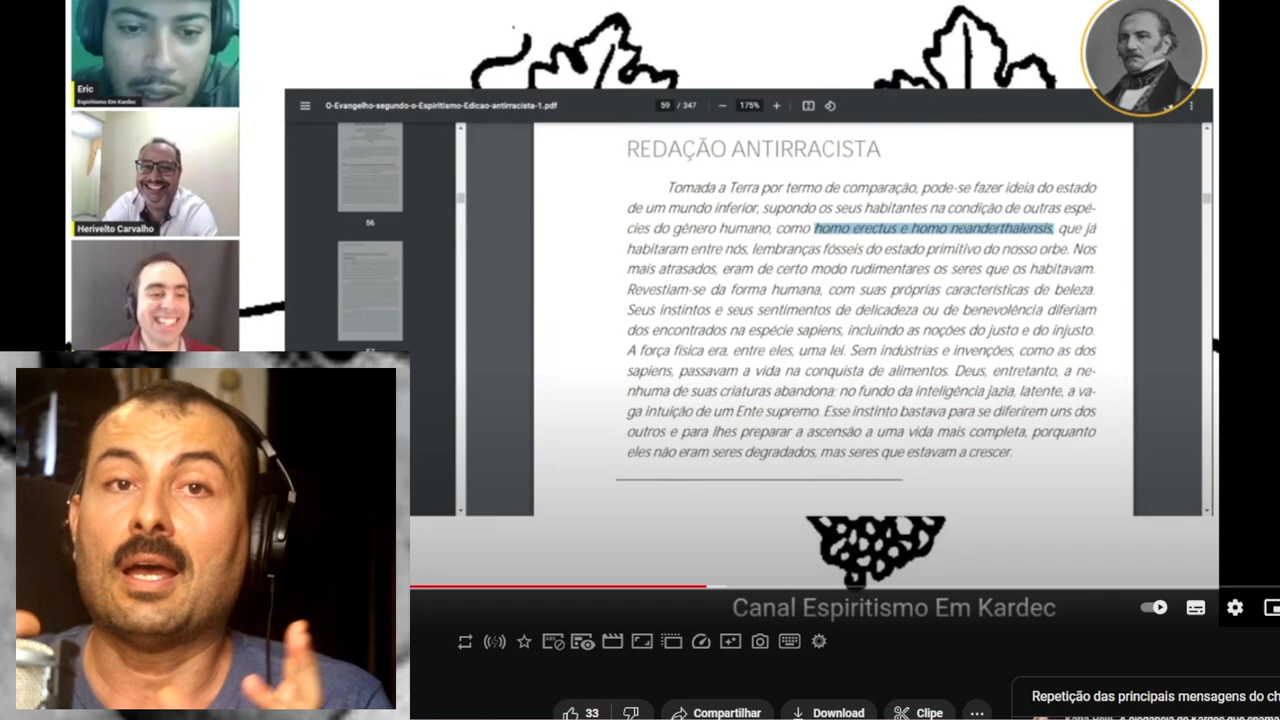 Eric
Espiritismo Em Kardec
Herivelto Carvalho
O-Evangelho-segundo-o-Espiritismo-Edicao-antirracista-1.pdf
59 / 347
175%
56
REDAÇÃO ANTIRRACISTA
Tomada a Terra por termo de comparação, pode-se fazer ideia do estado
de um mundo inferior, supondo os seus habitantes na condição de outras espé-
cies do gênero humano, como homo erectus e homo neanderthalensis, que já
habitaram entre nós, lembranças fósseis do estado primitivo do nosso orbe. Nos
mais atrasados, eram de certo modo rudimentares os seres que os habitavam.
Revestiam-se da forma humana, com suas próprias características de beleza.
Seus instintos e seus sentimentos de delicadeza ou de benevolência diferiam
dos encontrados na espécie sapiens, incluindo as noções do justo e do injusto.
A força física era, entre eles, uma lei. Sem indústrias e invenções, como as dos
sapiens, passavam a vida na conquista de alimentos. Deus, entretanto, a ne-
nhuma de suas criaturas abandona: no fundo da inteligência jazia, latente, a va-
ga intuição de um Ente supremo. Esse instinto bastava para se diferirem uns dos
outros e para lhes preparar a ascensão a uma vida mais completa, porquanto
eles não eram seres degradados, mas seres que estavam a crescer.
Canal Espiritismo Em Kardec
33
Compartilhar
Download
Clipe
Repetição das principais mensagens do ch